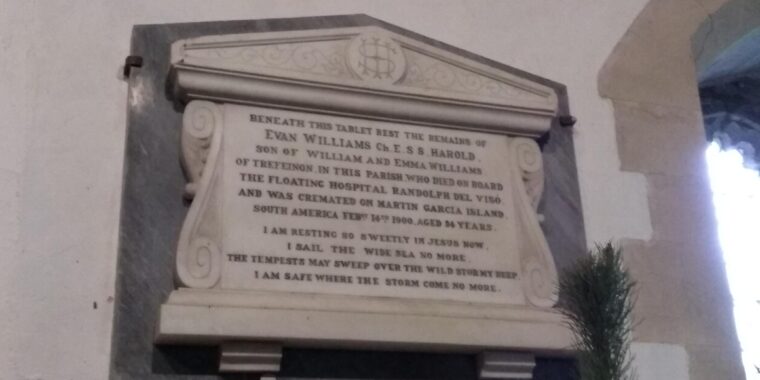 IHS
BENEATH THIS TABLET REST THE REMAINS OF
EVAN WILLIAMS Ch. E. S S. HAROLD.
SON OF WILLIAM AND EMMA WILLIAMS
OF TREFEINON, IN THIS PARISH WHO DIED ON BOARD
THE FLOATING HOSPITAL RANDOLPH DEL VISO,
AND WAS CREMATED ON MARTIN GARCIA ISLAND,
SOUTH AMERICA FEBRY 14TH 1900, AGED 34 YEARS.
I AM RESTING SO SWEETLY IN JESUS NOW,
I SAIL THE WIDE SEA NO MORE,
THE TEMPESTS MAY SWEEP OVER THE WILD STORMY DEEP
I AM SAFE WHERE THE STORM COME NO MORE.